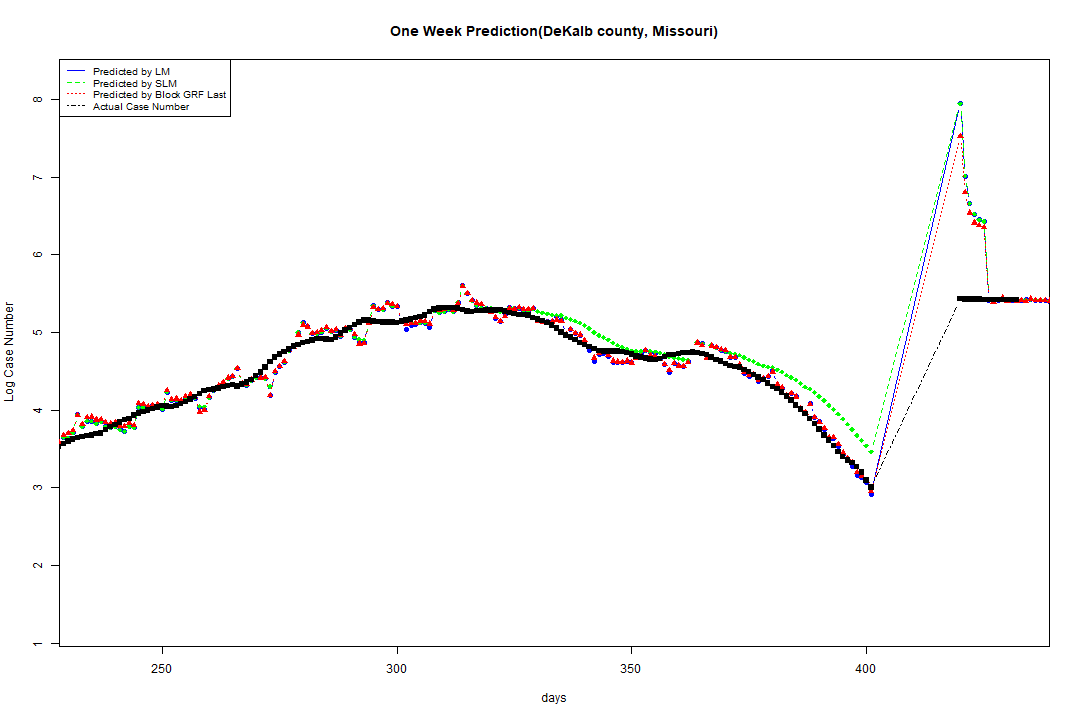 One Week Prediction(DeKalb county, Missouri)
Predicted by LM
Predicted by SLM
Predicted by Block GRF Last
Actual Case Number
8
7
6
5
4
3
2
1
Log Case Number
250 300 350 400
days